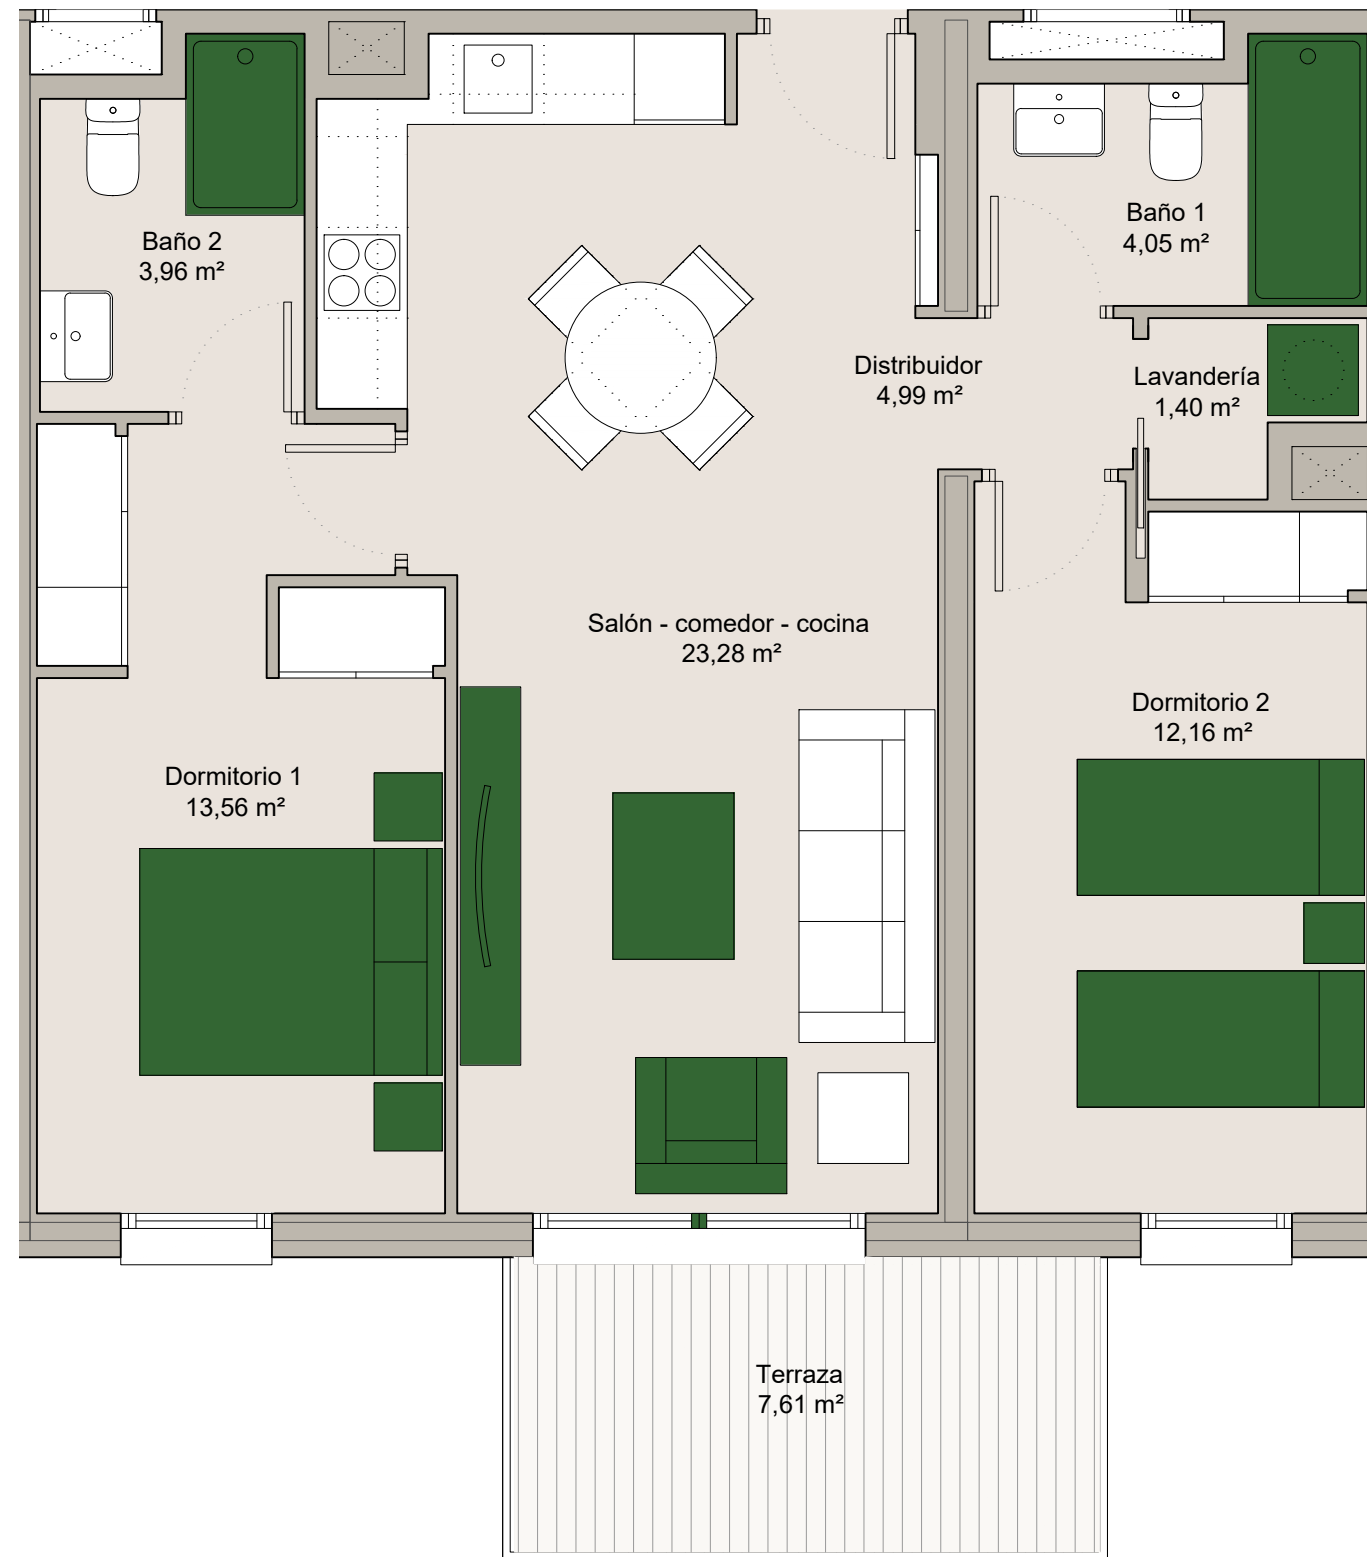 Baño 2
3,96 m²
Baño 1
4,05 m²
Distribuidor
4,99 m²
Lavandería
1,40 m²
Salón - comedor - cocina
23,28 m²
Dormitorio 2
12,16 m²
Dormitorio 1
13,56 m²
Terraza
7,61 m²